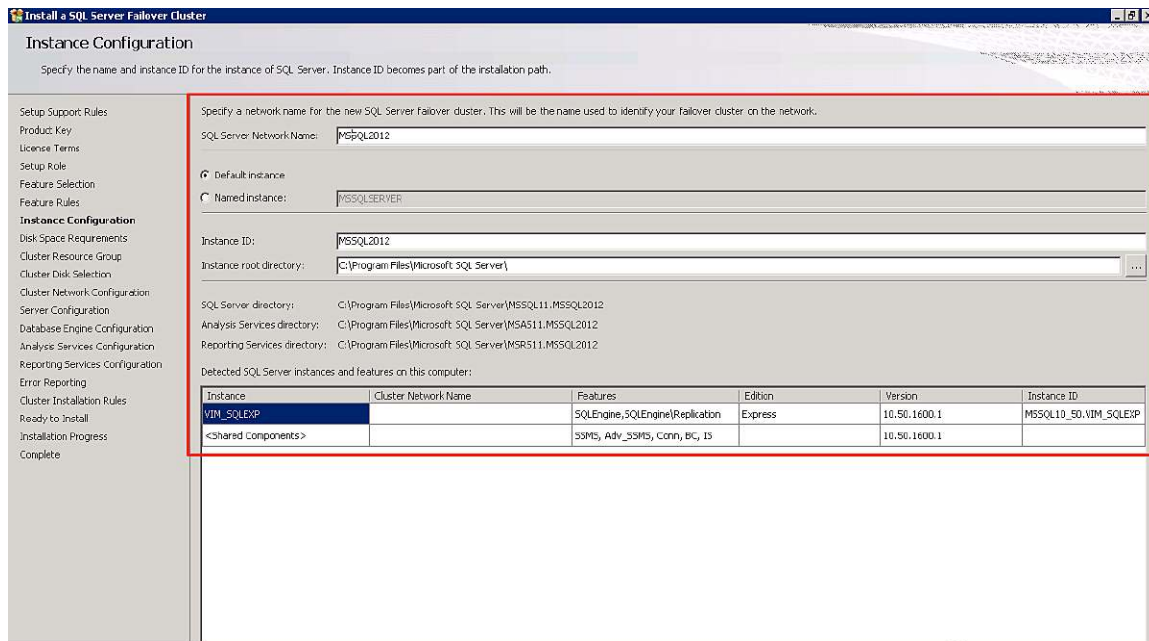 Install a SQL Server Failover Cluster
Instance Configuration
Specify the name and instance ID for the instance of SQL Server. Instance ID becomes part of the installation path.
Setup Support Rules
Product Key
License Terms
Setup Role
Feature Selection
Feature Rules
Instance Configuration
Disk Space Requirements
Cluster Resource Group
Cluster Disk Selection
Cluster Network Configuration
Server Configuration
Database Engine Configuration
Analysis Services Configuration
Reporting Services Configuration
Error Reporting
Cluster Installation Rules
Ready to Install
Installation Progress
Complete
Specify a network name for the new SQL Server failover cluster. This will be the name used to identify your failover cluster on the network.
SQL Server Network Name: MSSQL2012
Default instance
Named instance: MSSQLSERVER
Instance ID: MSSQL2012
Instance root directory: C:\Program Files\Microsoft SQL Server\ ...
SQL Server directory: C:\Program Files\Microsoft SQL Server\MSSQL11.MSSQL2012
Analysis Services directory: C:\Program Files\Microsoft SQL Server\MSAS11.MSSQL2012
Reporting Services directory: C:\Program Files\Microsoft SQL Server\MSRS11.MSSQL2012
Detected SQL Server instances and features on this computer:
Instance Cluster Network Name Features Edition Version Instance ID
VIM_SQLEXP SQLEngine,SQLEngine\Replication Express 10.50.1600.1 MSSQL10_50.VIM_SQLEXP
<Shared Components> SSMS, Adv_SSMS, Conn, BC, IS 10.50.1600.1